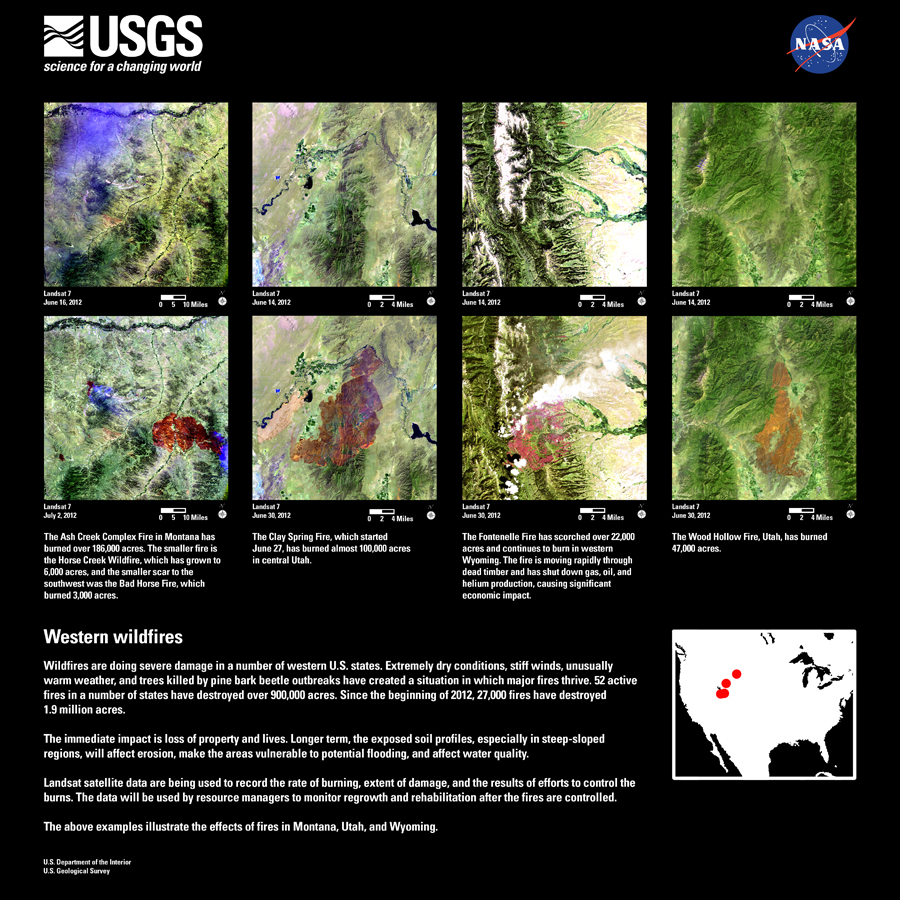 USGS
science for a changing world
NASA
Landsat 7
June 16, 2012
0 5 10 Miles
N
Landsat 7
June 14, 2012
0 2 4 Miles
N
Landsat 7
June 14, 2012
0 2 4 Miles
N
Landsat 7
June 14, 2012
0 2 4 Miles
N
Landsat 7
July 2, 2012
0 5 10 Miles
N
Landsat 7
June 30, 2012
0 2 4 Miles
N
Landsat 7
June 30, 2012
0 2 4 Miles
N
Landsat 7
June 30, 2012
0 2 4 Miles
N
The Ash Creek Complex Fire in Montana has
burned over 186,000 acres. The smaller fire is
the Horse Creek Wildfire, which has grown to
6,000 acres, and the smaller scar to the
southwest was the Bad Horse Fire, which
burned 3,000 acres.
The Clay Spring Fire, which started
June 27, has burned almost 100,000 acres
in central Utah.
The Fontenelle Fire has scorched over 22,000
acres and continues to burn in western
Wyoming. The fire is moving rapidly through
dead timber and has shut down gas, oil, and
helium production, causing significant
economic impact.
The Wood Hollow Fire, Utah, has burned
47,000 acres.
Western wildfires
Wildfires are doing severe damage in a number of western U.S. states. Extremely dry conditions, stiff winds, unusually
warm weather, and trees killed by pine bark beetle outbreaks have created a situation in which major fires thrive. 52 active
fires in a number of states have destroyed over 900,000 acres. Since the beginning of 2012, 27,000 fires have destroyed
1.9 million acres.
The immediate impact is loss of property and lives. Longer term, the exposed soil profiles, especially in steep-sloped
regions, will affect erosion, make the areas vulnerable to potential flooding, and affect water quality.
Landsat satellite data are being used to record the rate of burning, extent of damage, and the results of efforts to control the
burns. The data will be used by resource managers to monitor regrowth and rehabilitation after the fires are controlled.
The above examples illustrate the effects of fires in Montana, Utah, and Wyoming.
U.S. Department of the Interior
U.S. Geological Survey